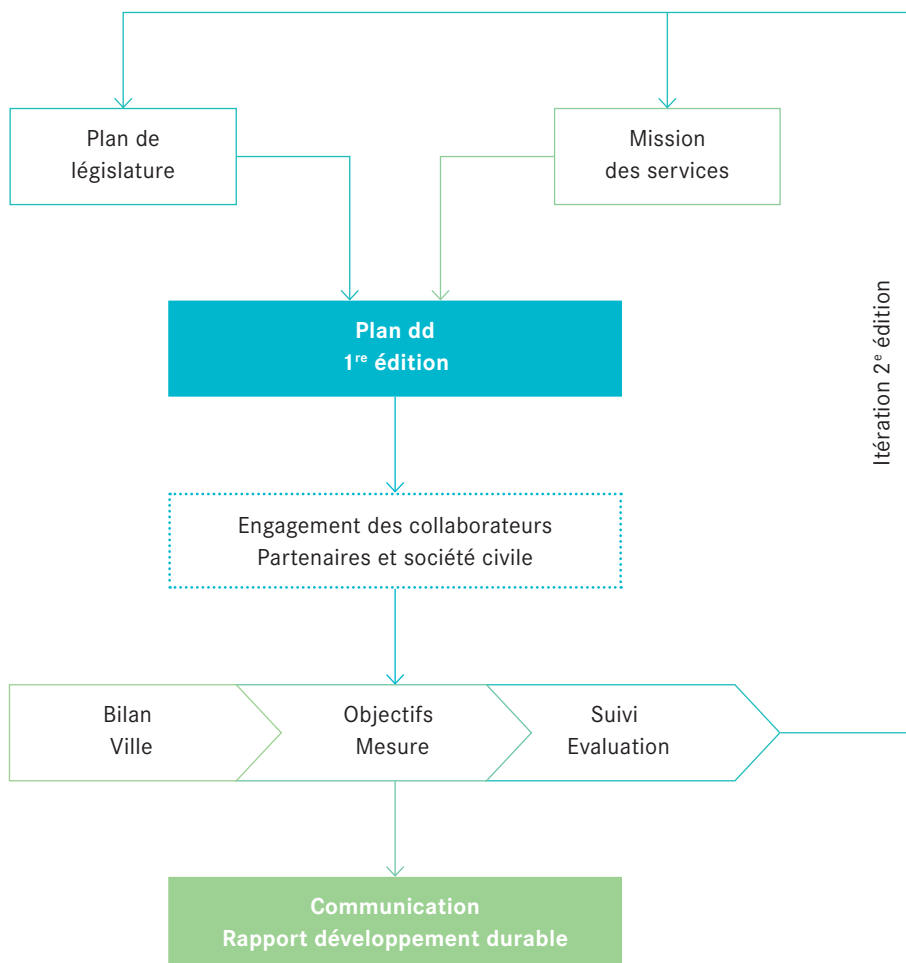 Plan de
législature
Mission
des services
Plan dd
1re édition
Itération 2e édition
Engagement des collaborateurs
Partenaires et société civile
Bilan
Ville
Objectifs
Mesure
Suivi
Evaluation
Communication
Rapport développement durable